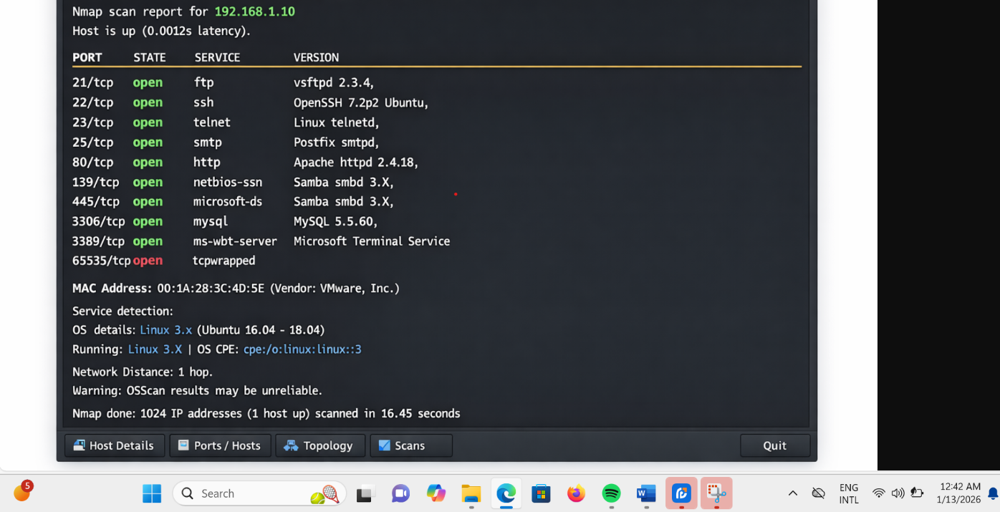 Nmap scan report for 192.168.1.10
Host is up (0.0012s latency).
PORT STATE SERVICE VERSION
21/tcp open ftp vsftpd 2.3.4,
22/tcp open ssh OpenSSH 7.2p2 Ubuntu,
23/tcp open telnet Linux telnetd,
25/tcp open smtp Postfix smtpd,
80/tcp open http Apache httpd 2.4.18,
139/tcp open netbios-ssn Samba smbd 3.X,
445/tcp open microsoft-ds Samba smbd 3.X,
3306/tcp open mysql MySQL 5.5.60,
3389/tcp open ms-wbt-server Microsoft Terminal Service
65535/tcp open tcpwrapped
MAC Address: 00:1A:28:3C:4D:5E (Vendor: VMware, Inc.)
Service detection:
OS details: Linux 3.x (Ubuntu 16.04 - 18.04)
Running: Linux 3.X | OS CPE: cpe:/o:linux:linux::3
Network Distance: 1 hop.
Warning: OSScan results may be unreliable.
Nmap done: 1024 IP addresses (1 host up) scanned in 16.45 seconds
Host Details Ports / Hosts Topology Scans Quit
5
Search
W
ENG
INTL
12:42 AM
1/13/2026